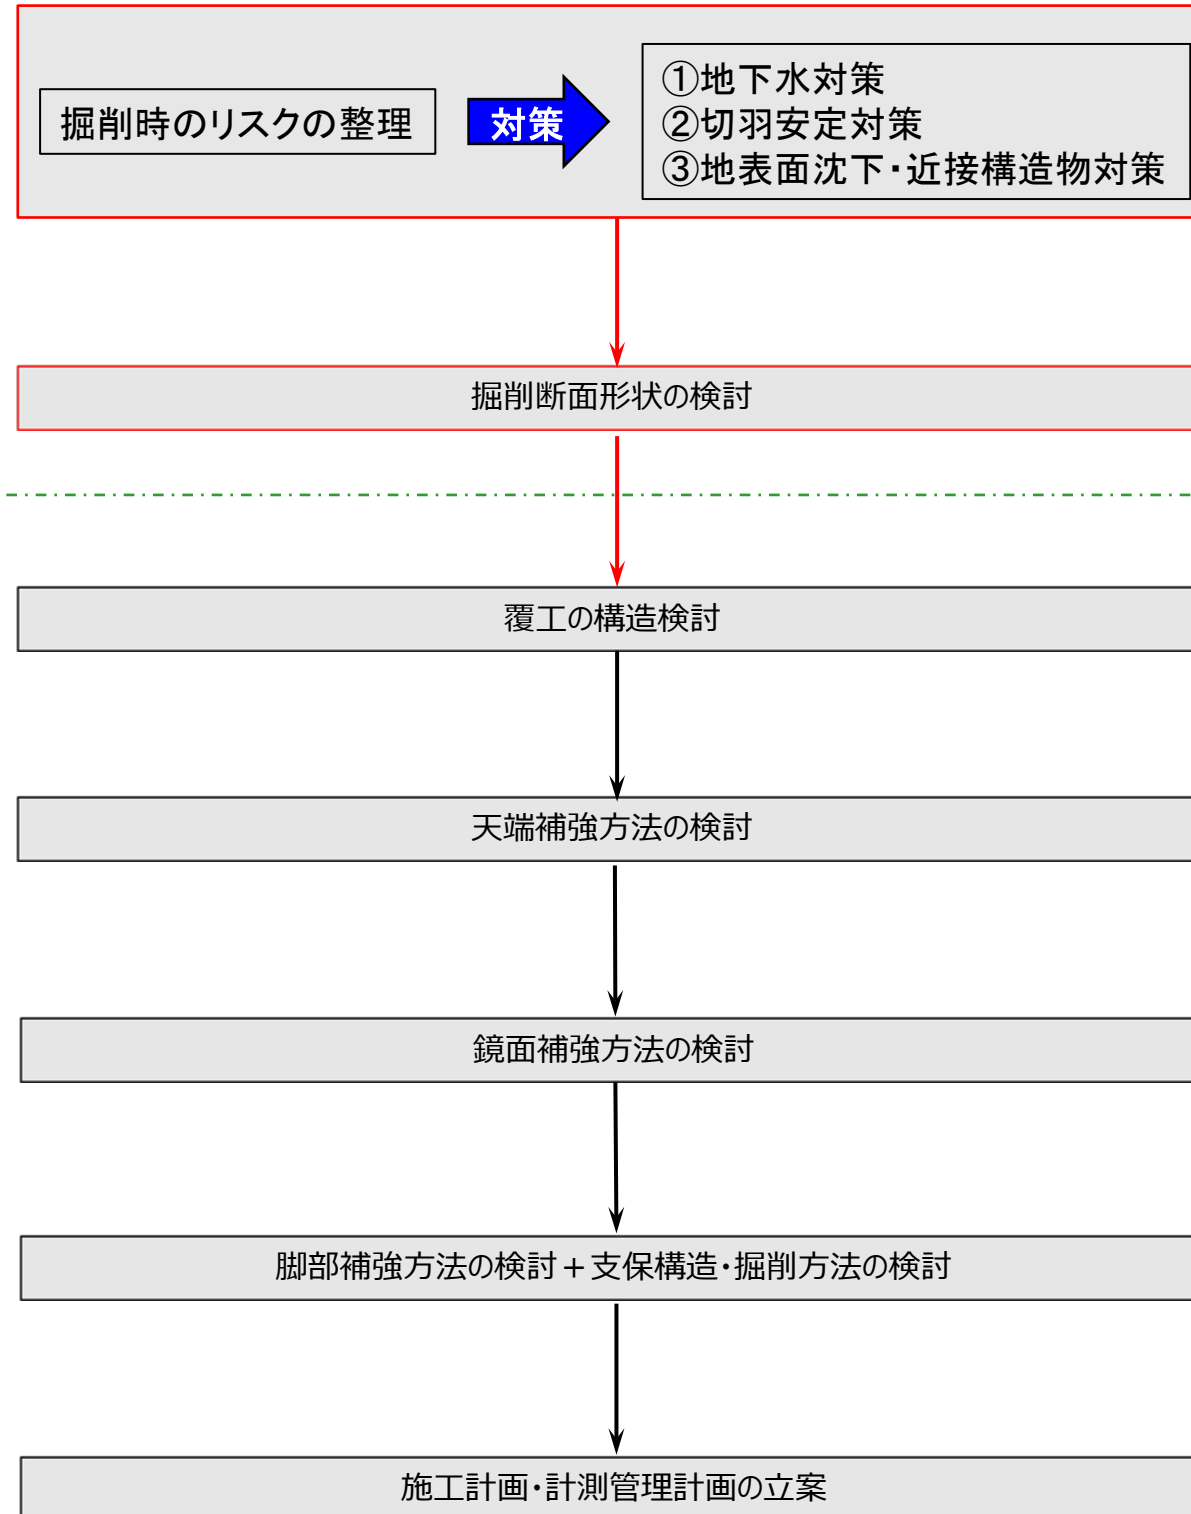 掘削時のリスクの整理
対策
①地下水対策
②切羽安定対策
③地表面沈下・近接構造物対策
掘削断面形状の検討
覆工の構造検討
天端補強方法の検討
鏡面補強方法の検討
脚部補強方法の検討＋支保構造・掘削方法の検討
施工計画・計測管理計画の立案